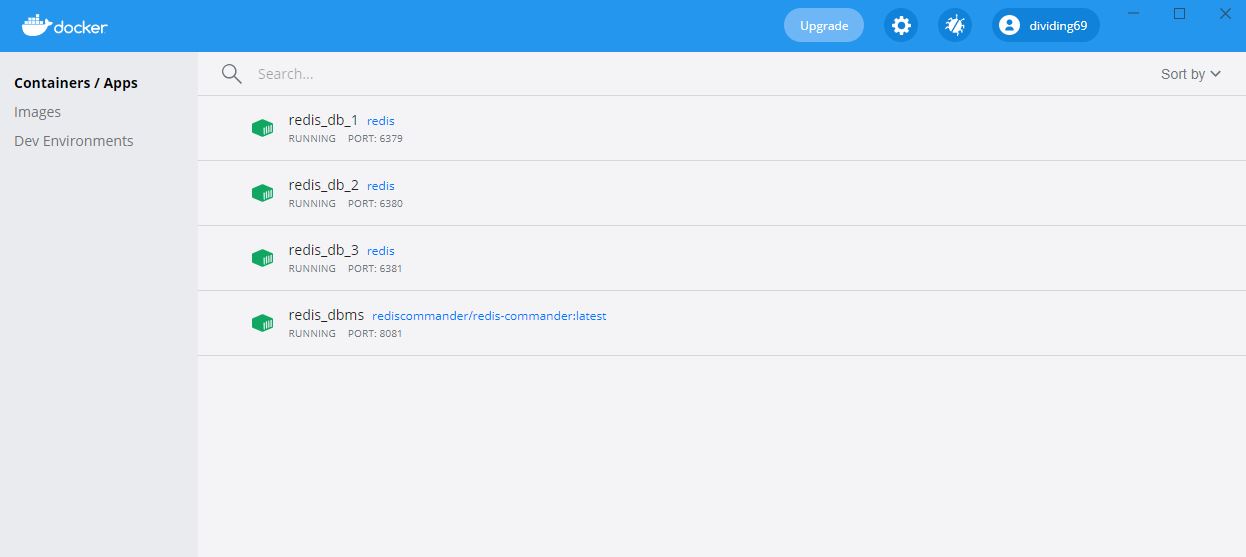 docker
Upgrade
dividing69
Containers / Apps
Images
Dev Environments
Search...
Sort by
redis_db_1 redis
RUNNING PORT: 6379
redis_db_2 redis
RUNNING PORT: 6380
redis_db_3 redis
RUNNING PORT: 6381
redis_dbms rediscommander/redis-commander:latest
RUNNING PORT: 8081